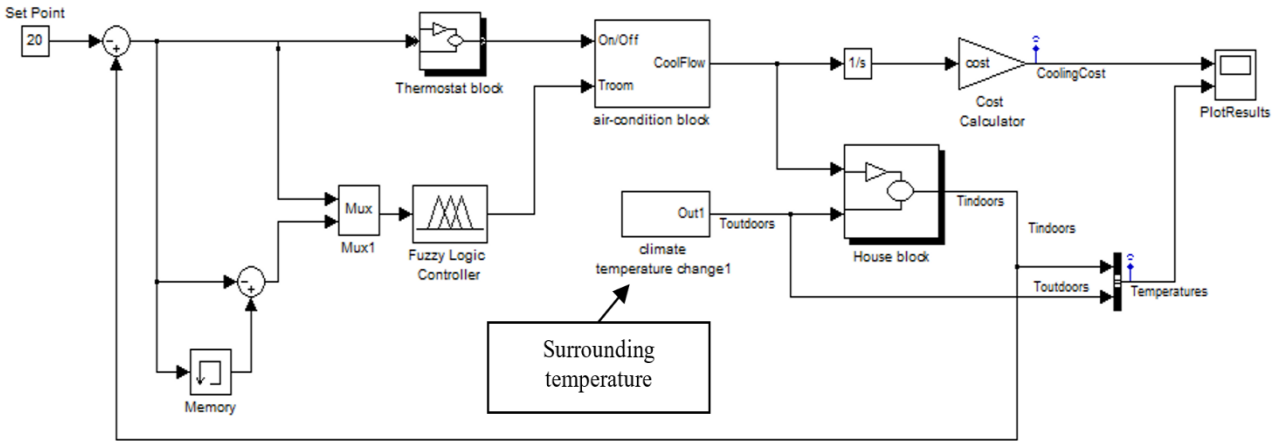 Set Point
20
Thermostat block
On/Off
CoolFlow
Troom
air-condition block
1/s
cost
CoolingCost
Cost
Calculator
PlotResults
Mux
Mux1
Fuzzy Logic
Controller
Out1
Toutdoors
climate
temperature change1
House block
Tindoors
Tindoors
Toutdoors
Temperatures
Surrounding
temperature
Memory